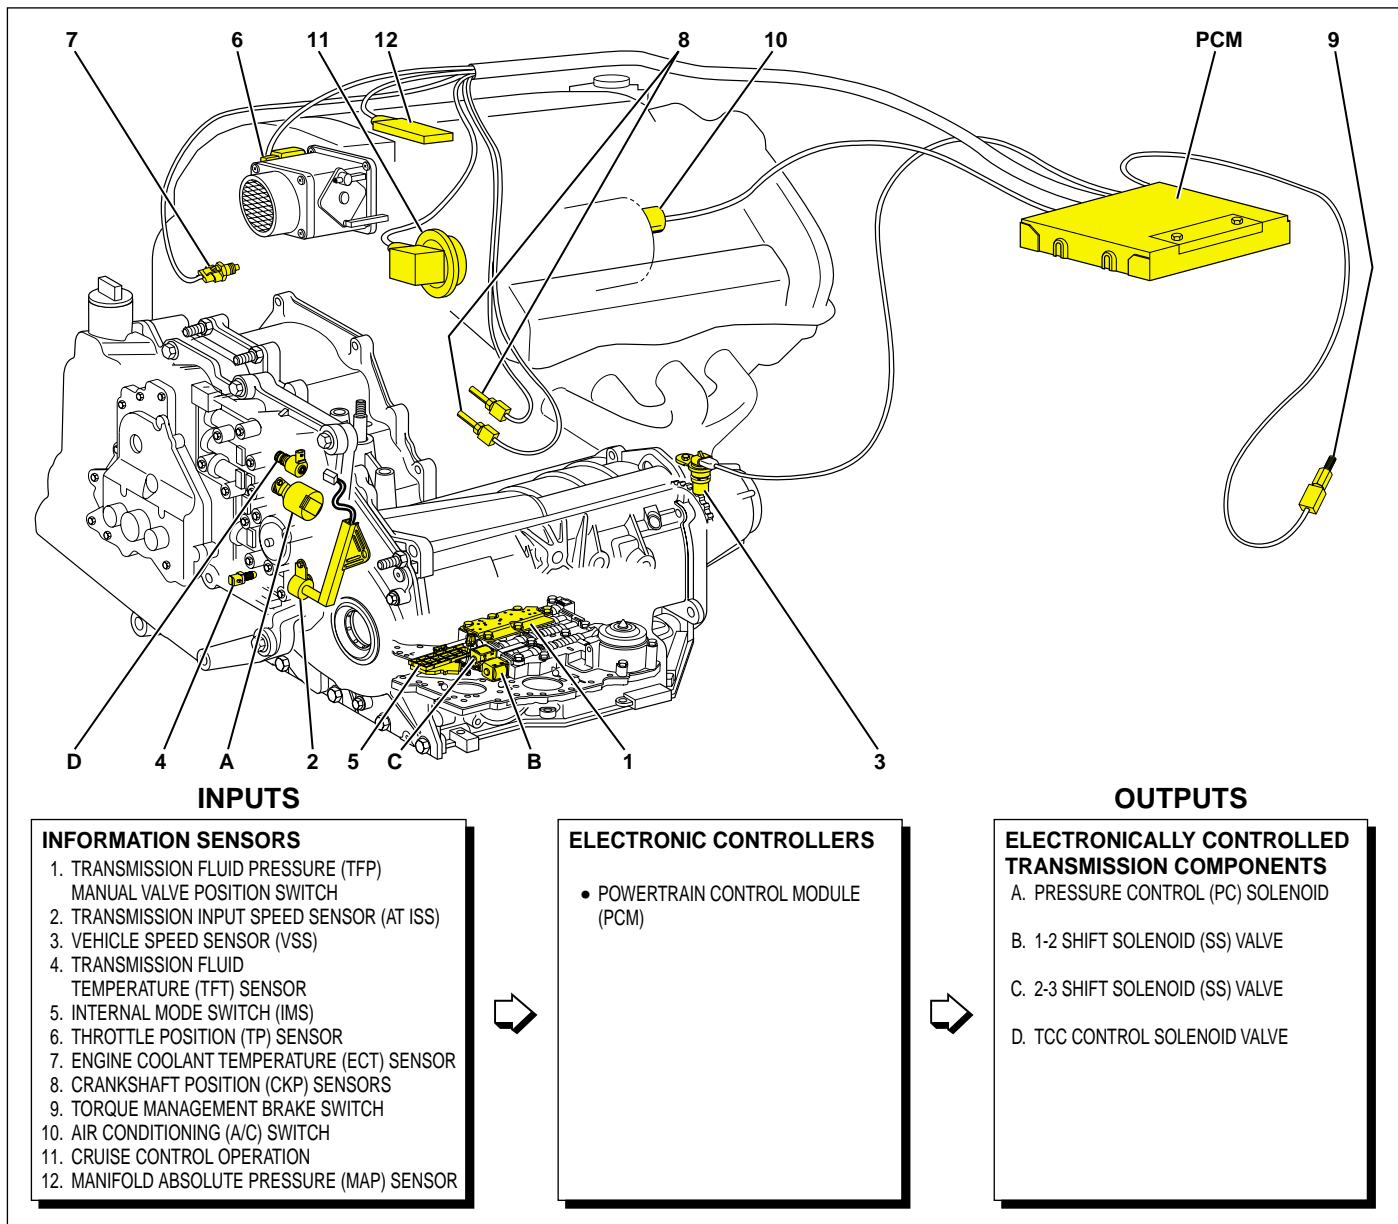 7 6 11 12 8 10 PCM 9
D 4 A 2 5 C B 1 3
INPUTS
INFORMATION SENSORS
1. TRANSMISSION FLUID PRESSURE (TFP)
MANUAL VALVE POSITION SWITCH
2. TRANSMISSION INPUT SPEED SENSOR (AT ISS)
3. VEHICLE SPEED SENSOR (VSS)
4. TRANSMISSION FLUID
TEMPERATURE (TFT) SENSOR
5. INTERNAL MODE SWITCH (IMS)
6. THROTTLE POSITION (TP) SENSOR
7. ENGINE COOLANT TEMPERATURE (ECT) SENSOR
8. CRANKSHAFT POSITION (CKP) SENSORS
9. TORQUE MANAGEMENT BRAKE SWITCH
10. AIR CONDITIONING (A/C) SWITCH
11. CRUISE CONTROL OPERATION
12. MANIFOLD ABSOLUTE PRESSURE (MAP) SENSOR
ELECTRONIC CONTROLLERS
• POWERTRAIN CONTROL MODULE
(PCM)
OUTPUTS
ELECTRONICALLY CONTROLLED
TRANSMISSION COMPONENTS
A. PRESSURE CONTROL (PC) SOLENOID
B. 1-2 SHIFT SOLENOID (SS) VALVE
C. 2-3 SHIFT SOLENOID (SS) VALVE
D. TCC CONTROL SOLENOID VALVE